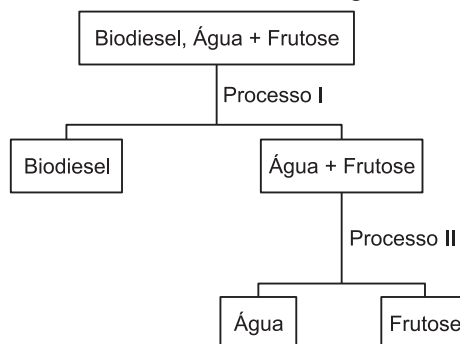 Biodiesel, Água + Frutose
Processo I
Biodiesel
Água + Frutose
Processo II
Água
Frutose